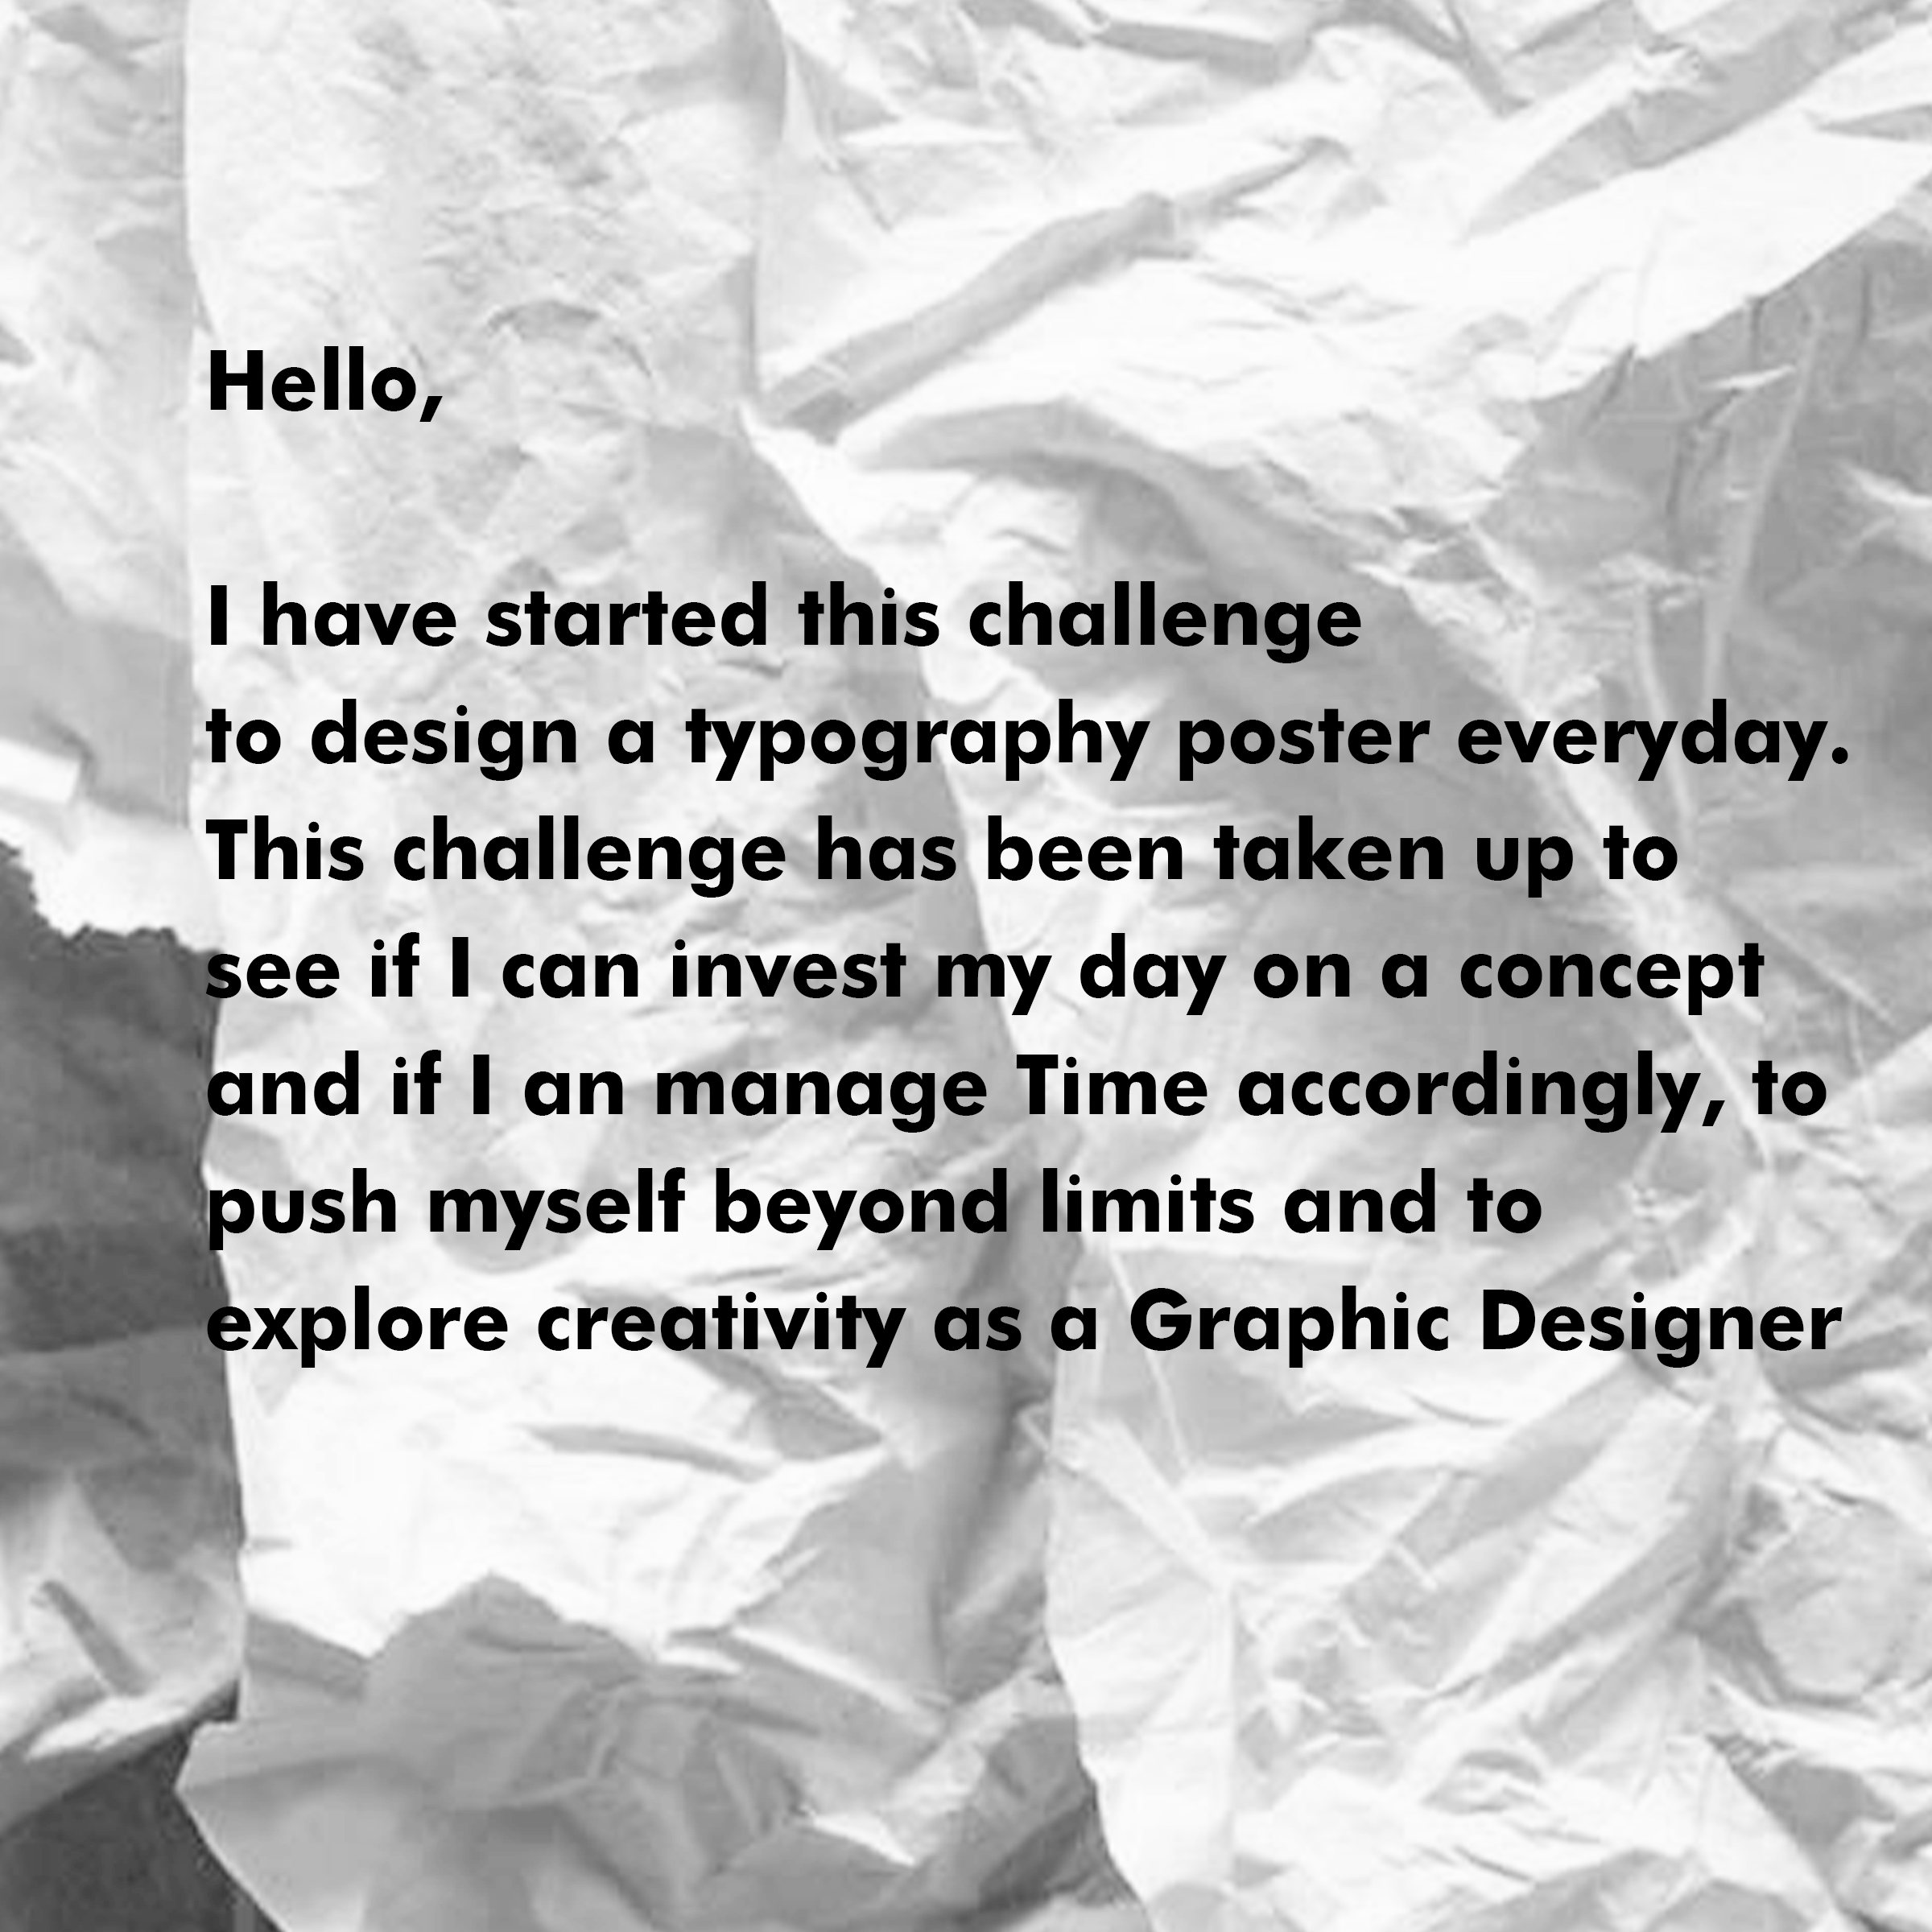 Hello,
I have started this challenge
to design a typography poster everyday.
This challenge has been taken up to
see if I can invest my day on a concept
and if I an manage Time accordingly, to
push myself beyond limits and to
explore creativity as a Graphic Designer